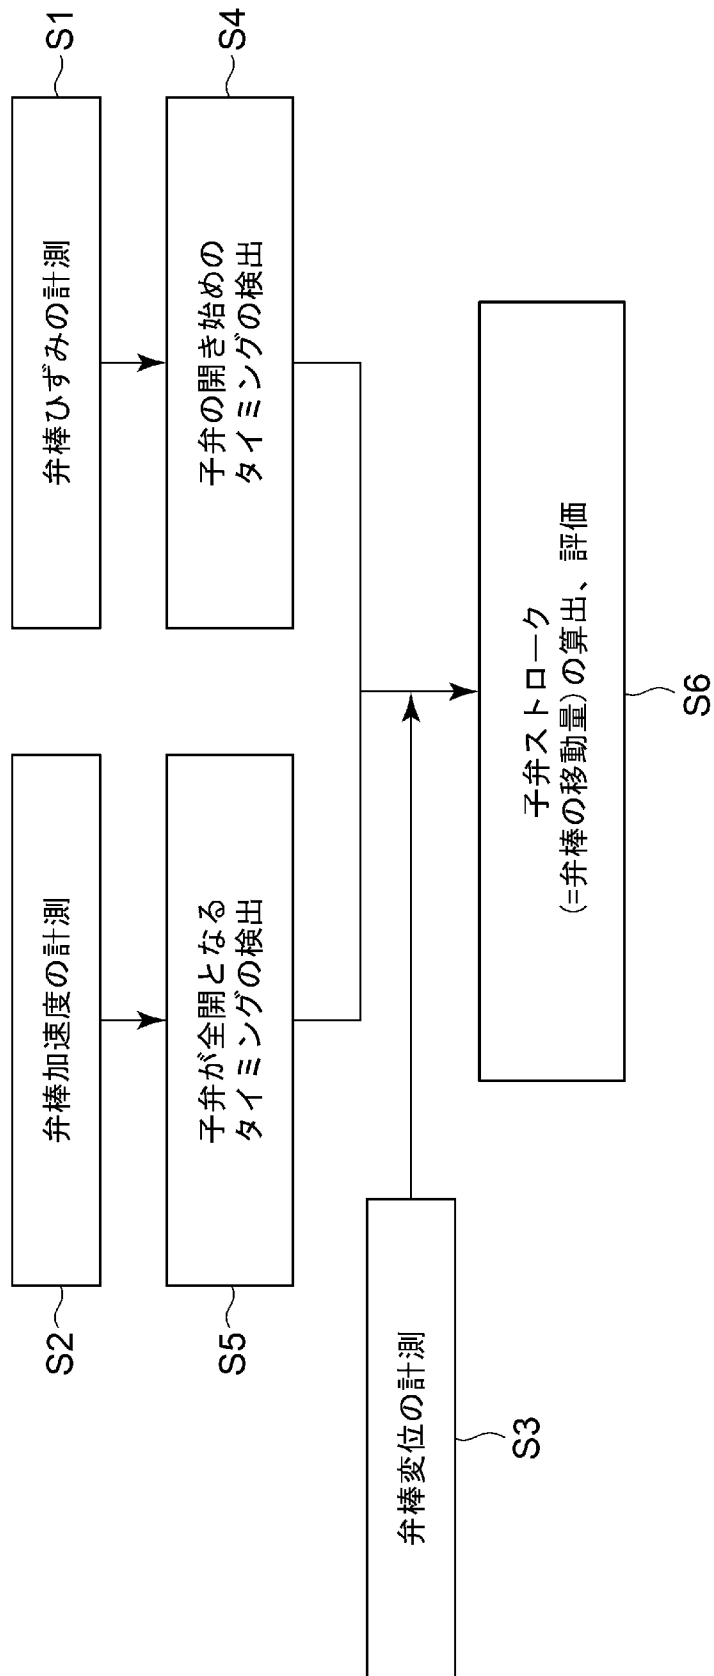 S1
弁棒ひずみの計測
S4
子弁の開き始めの
タイミングの検出
S2
弁棒加速度の計測
S5
子弁が全開となる
タイミングの検出
S3
弁棒変位の計測
子弁ストローク
(=弁棒の移動量)の算出、評価
S6